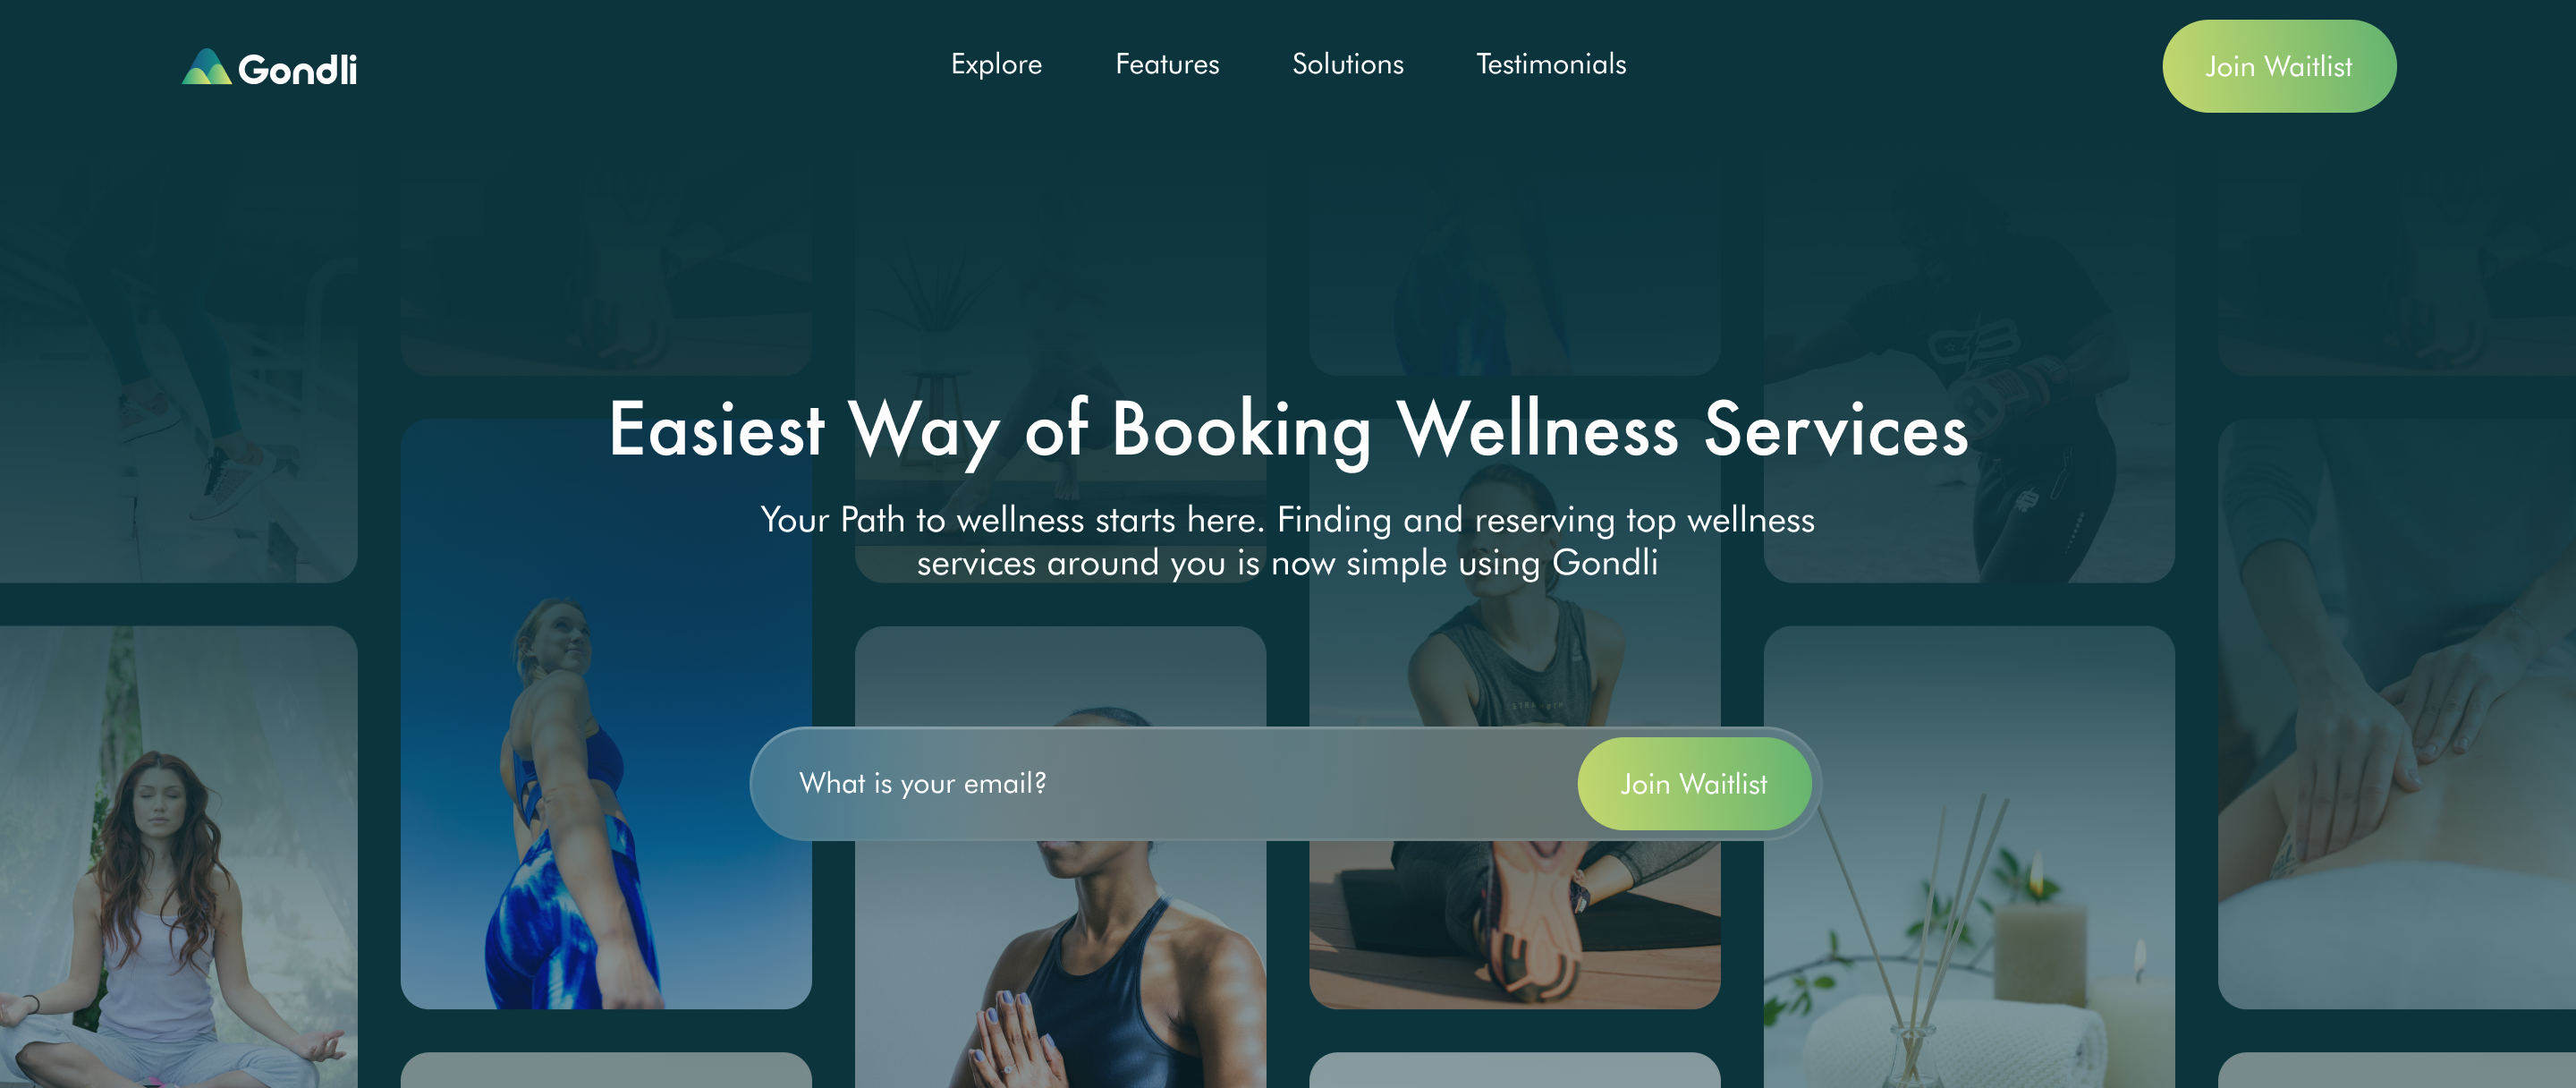 Gondli
Explore
Features
Solutions
Testimonials
Join Waitlist
Easiest Way of Booking Wellness Services
Your Path to wellness starts here. Finding and reserving top wellness
services around you is now simple using Gondli
What is your email?
Join Waitlist